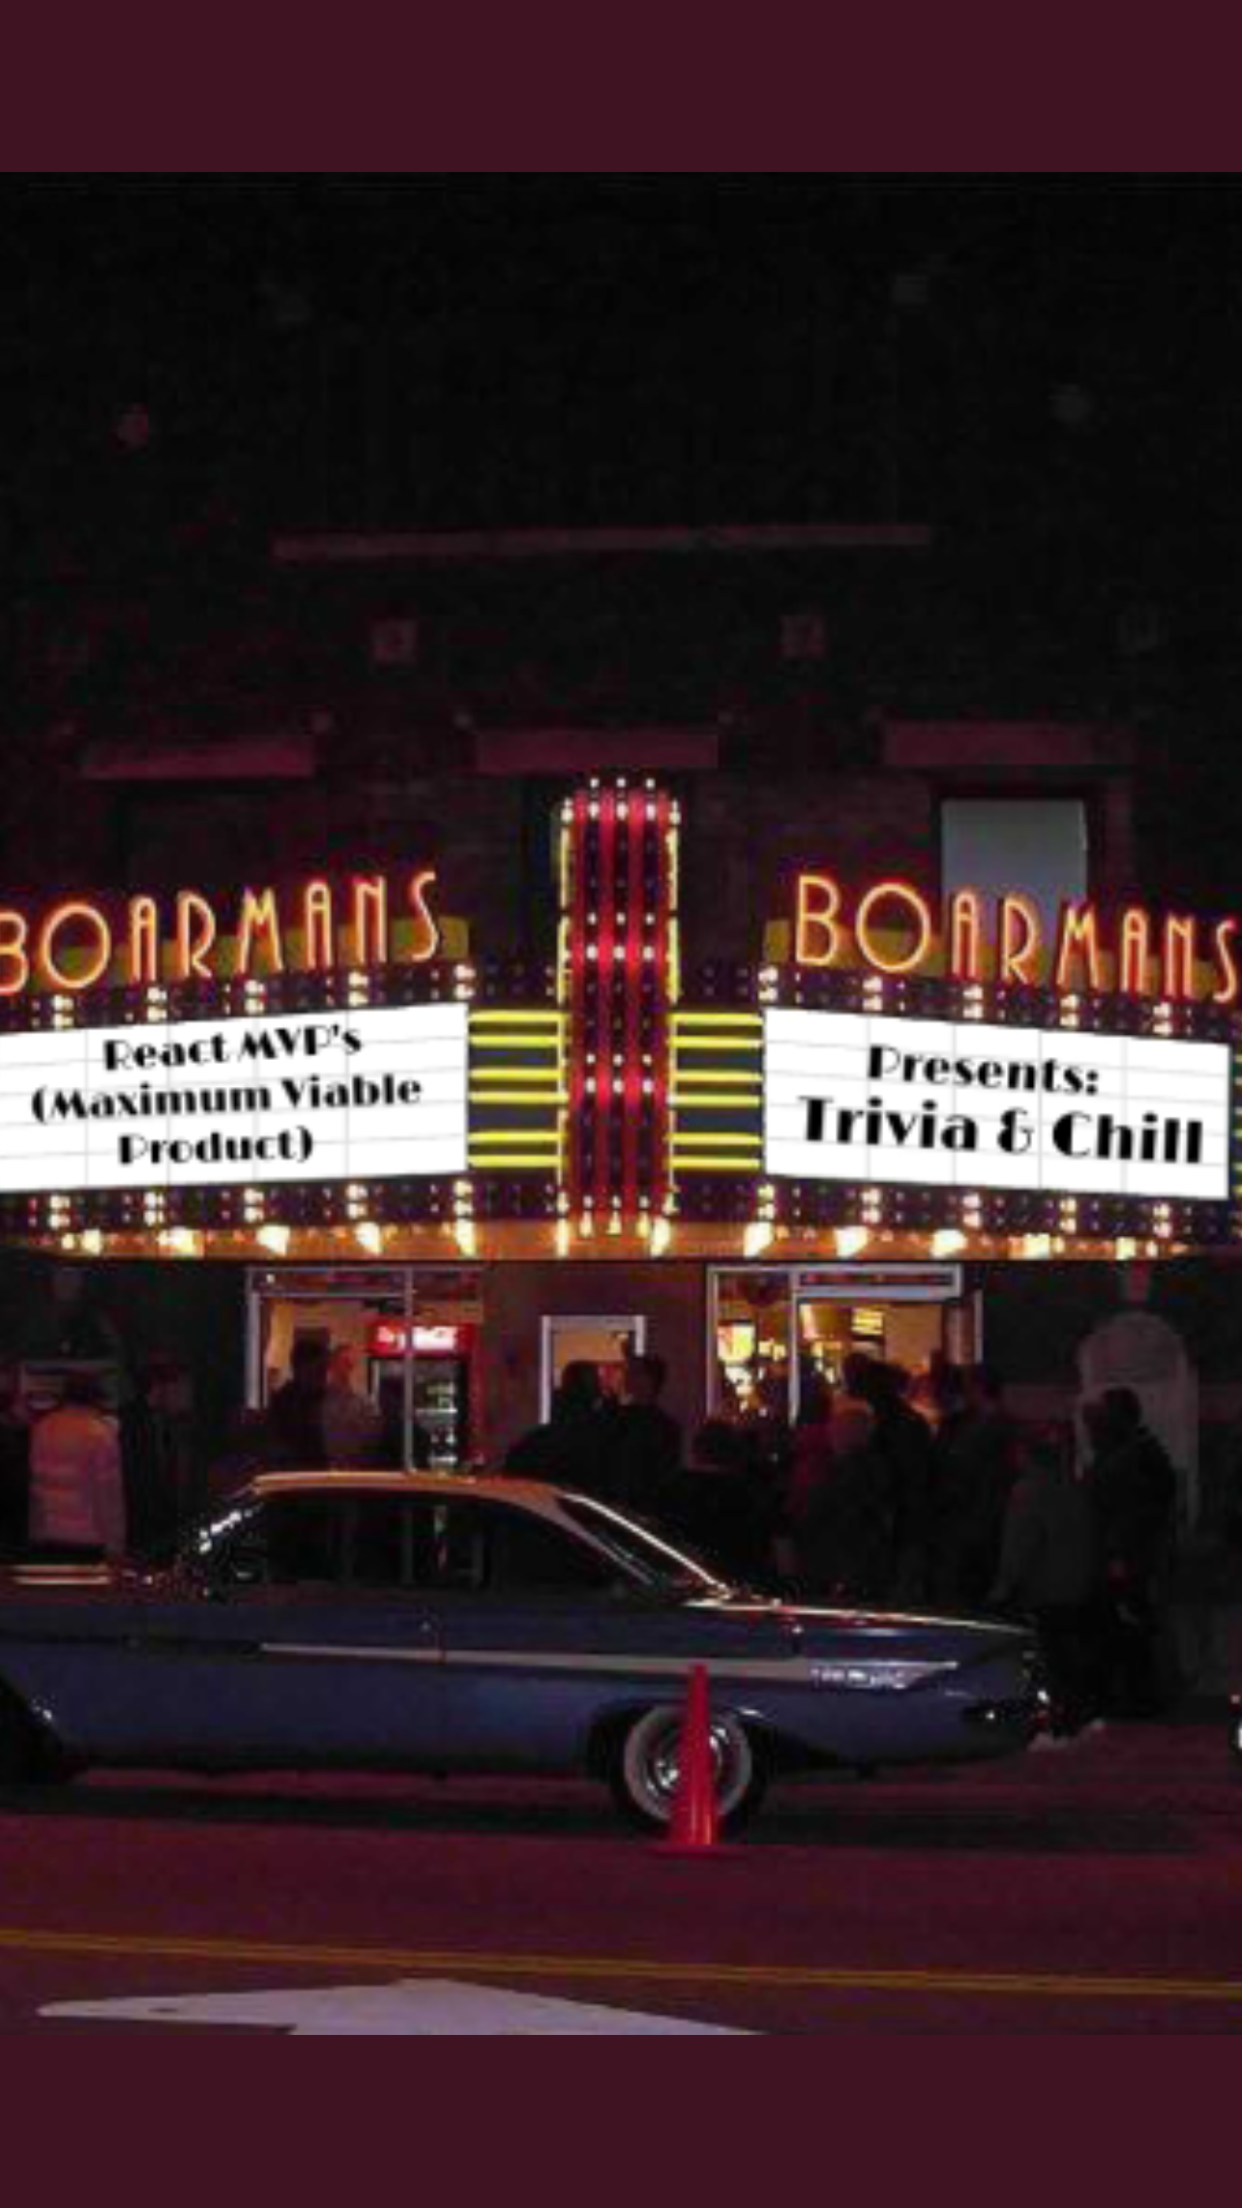 BOARMANS
React MVP's
(Maximum Viable
Product)
BOARMANS
Presents:
Trivia & Chill